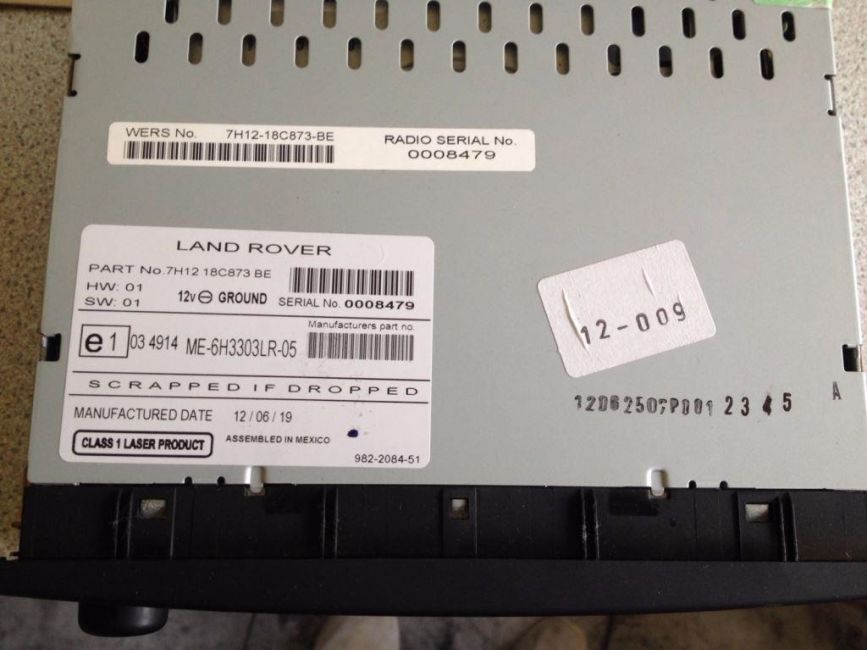 WERS No. 7H12-18C873-BE
RADIO SERIAL No.
0008479
LAND ROVER
PART No.7H12 18C873 BE
HW: 01
SW: 01
12v ⊖ GROUND SERIAL No. 0008479
Manufacturers part no.
e1 03 4914 ME-6H3303LR-05
SCRAPPED IF DROPPED
MANUFACTURED DATE 12 / 06 / 19
CLASS 1 LASER PRODUCT ASSEMBLED IN MEXICO
982-2084-51
12-009
2 3 4 5 A